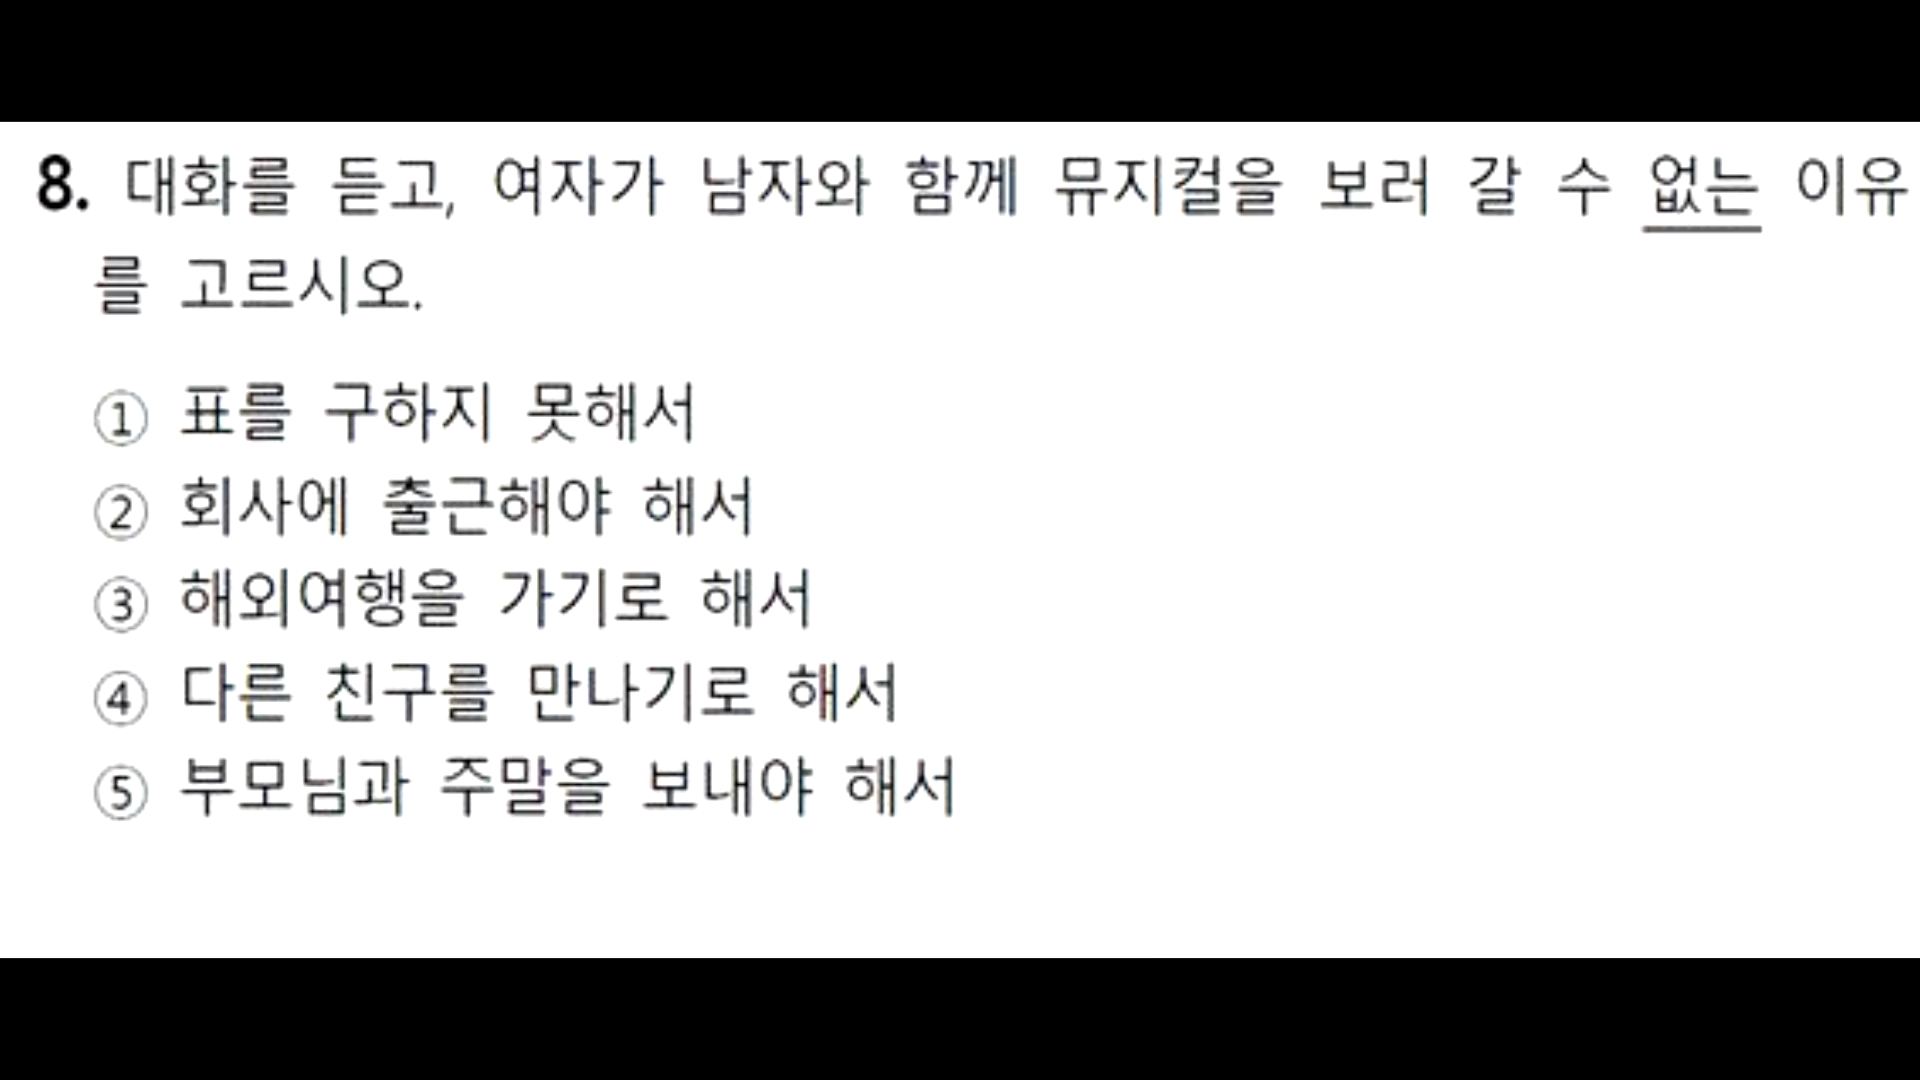 8. 대화를 듣고, 여자가 남자와 함께 뮤지컬을 보러 갈 수 없는 이유
를 고르시오.
① 표를 구하지 못해서
② 회사에 출근해야 해서
③ 해외여행을 가기로 해서
④ 다른 친구를 만나기로 해서
⑤ 부모님과 주말을 보내야 해서